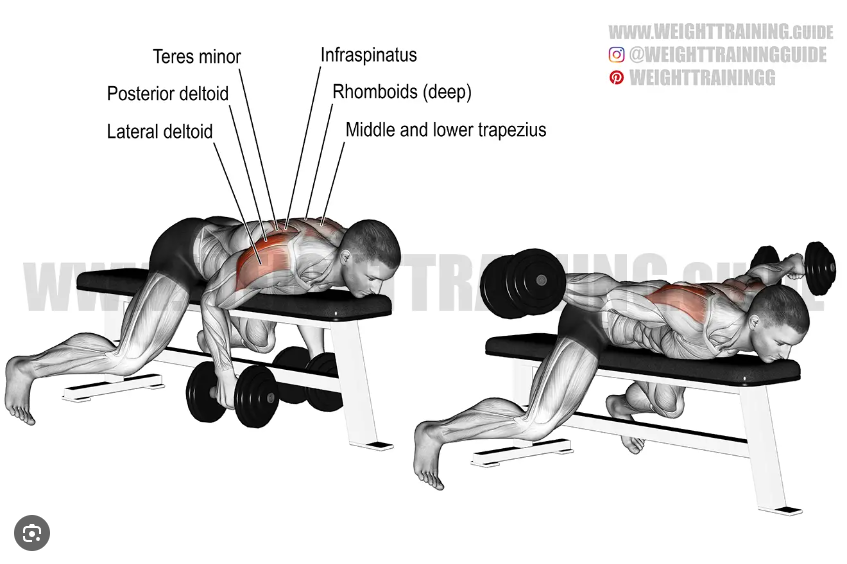 WWW.WEIGHTTRAINING.GUIDE
@WEIGHTTRAININGGUIDE
WEIGHTTRAININGG
Teres minor
Infraspinatus
Posterior deltoid
Rhomboids (deep)
Lateral deltoid
Middle and lower trapezius
WWW.WEIGHTTRAINING.GUIDE